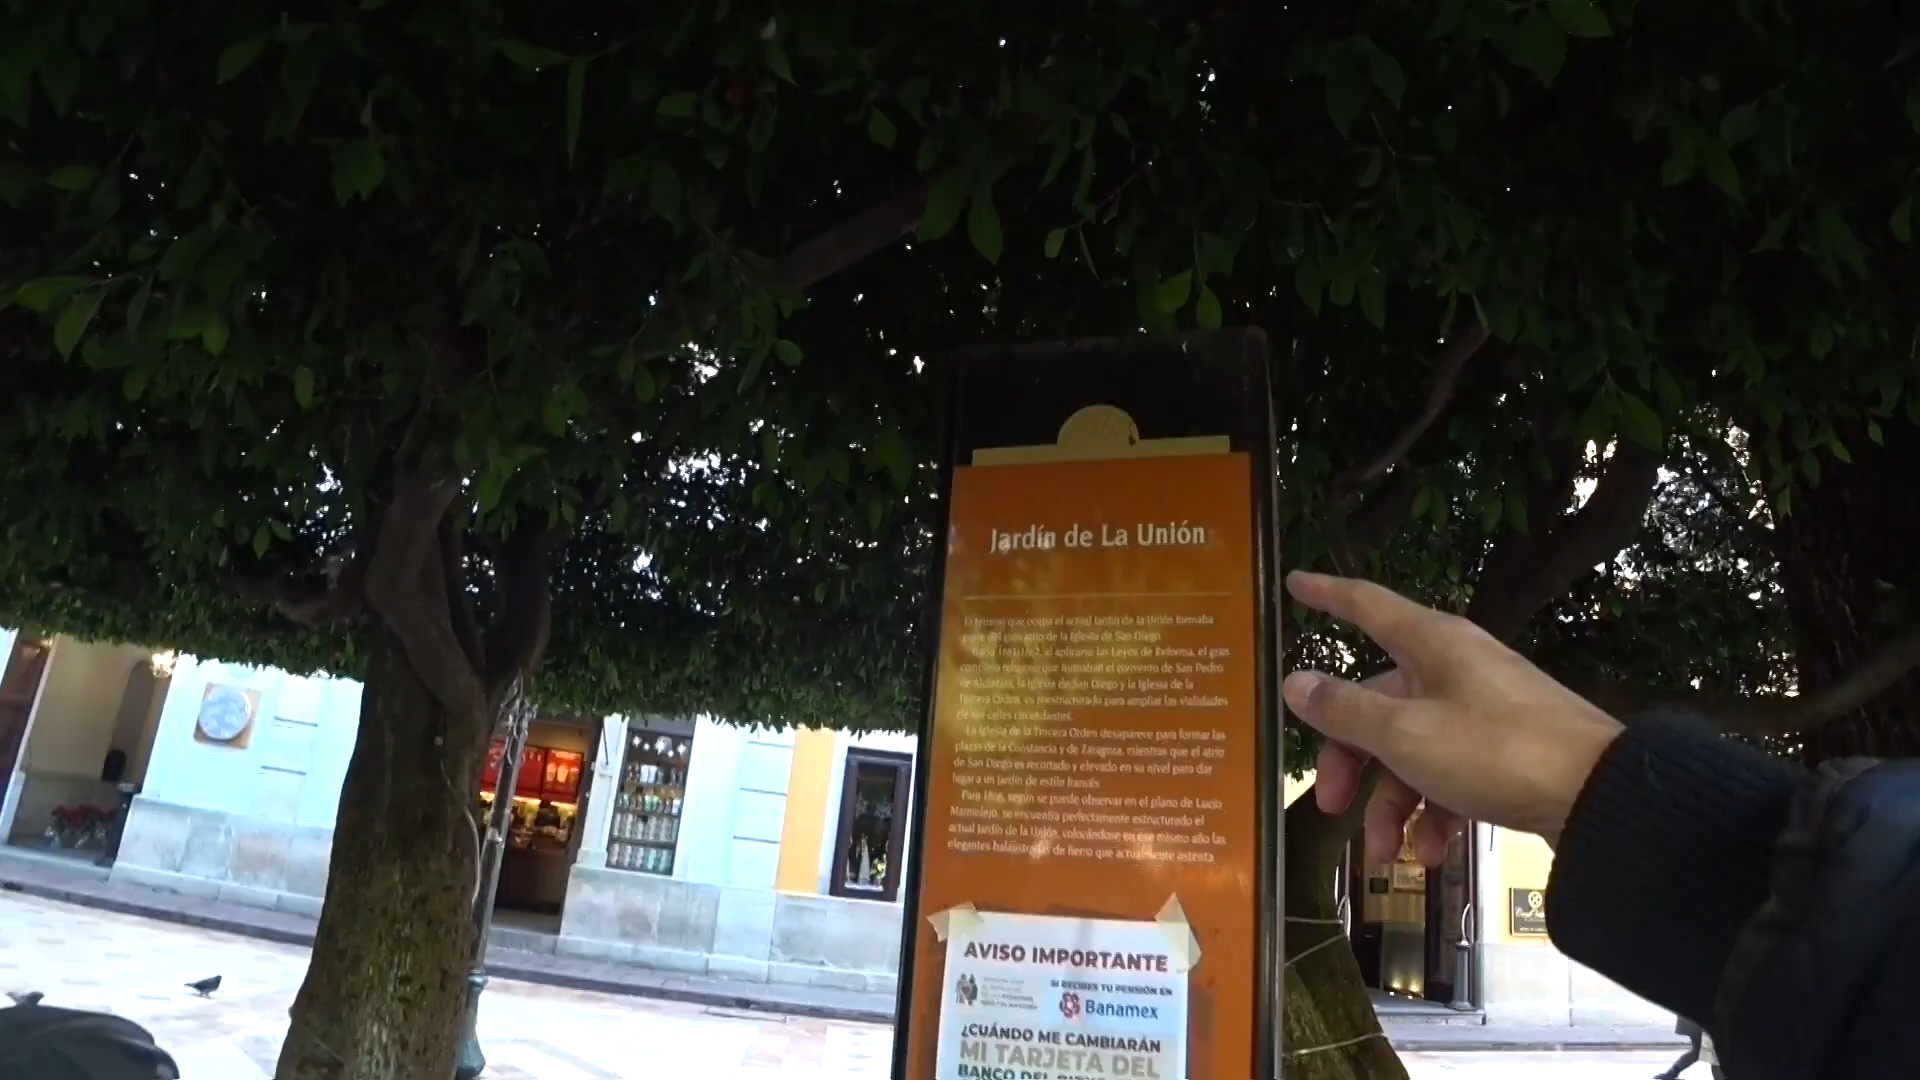 Jardín de La Unión
El terreno que ocupa el actual Jardín de la Unión formaba
parte del gran atrio de la Iglesia de San Diego.
Hacia 1861, al aplicarse las Leyes de Reforma, el gran
complejo religioso que formaban el convento de San Pedro
de Alcántara, la Iglesia de San Diego y la Iglesia de la
Tercera Orden, es reestructurado para ampliar las vialidades
de las calles circundantes.
La Iglesia de la Tercera Orden desaparece para formar las
plazas de la Constancia y de Zaragoza, mientras que el atrio
de San Diego es recortado y elevado en su nivel para dar
lugar a un jardín de estilo francés.
Para según se puede observar en el plano de Lucio
Marmolejo, se encuentra perfectamente estructurado el
actual Jardín de la Unión, colocándose en ese mismo año las
elegantes balaustradas de fierro que actualmente ostenta.
AVISO IMPORTANTE
SI RECIBES TU PENSIÓN EN
Banamex
¿CUÁNDO ME CAMBIARÁN
MI TARJETA DEL
BANCO DEL